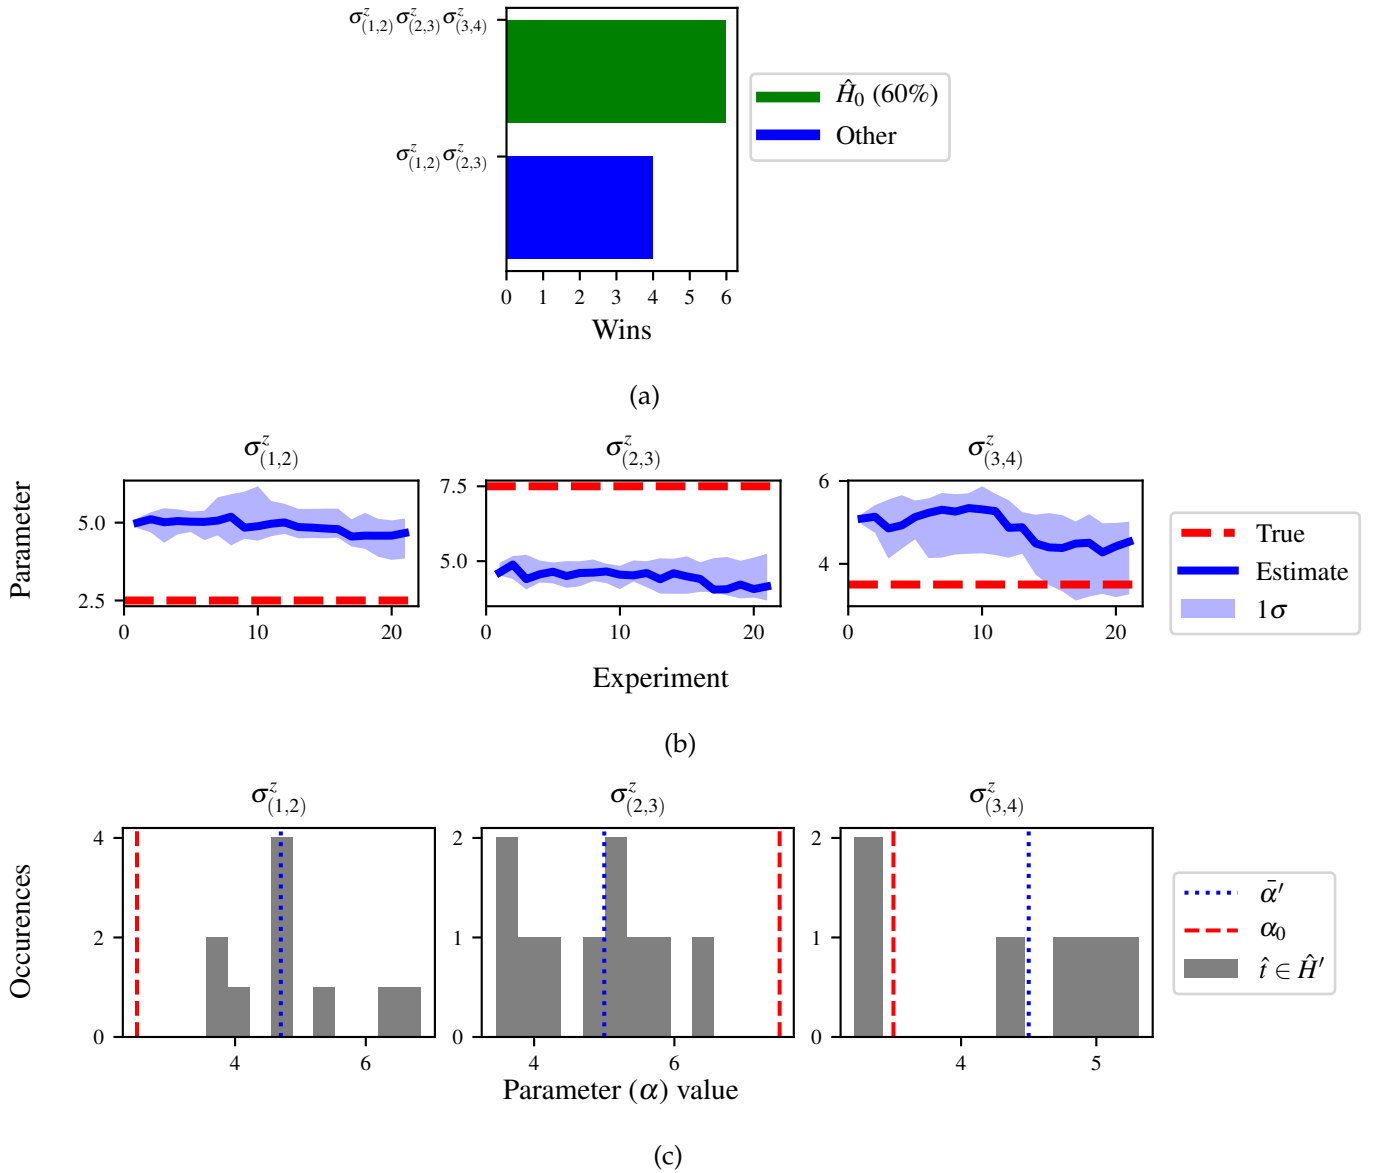 σ^z_(1,2) σ^z_(2,3) σ^z_(3,4)
σ^z_(1,2) σ^z_(2,3)
0 1 2 3 4 5 6
Wins
Ĥ₀ (60%)
Other
(a)
Parameter
σ^z_(1,2)
5.0
2.5
0 10 20
σ^z_(2,3)
7.5
5.0
0 10 20
σ^z_(3,4)
6
4
0 10 20
Experiment
True
Estimate
1σ
(b)
Occurences
σ^z_(1,2)
4
2
0
4 6
σ^z_(2,3)
2
1
0
4 6
σ^z_(3,4)
2
1
0
4 5
Parameter (α) value
ᾱ′
α₀
t̂ ∈ Ĥ′
(c)